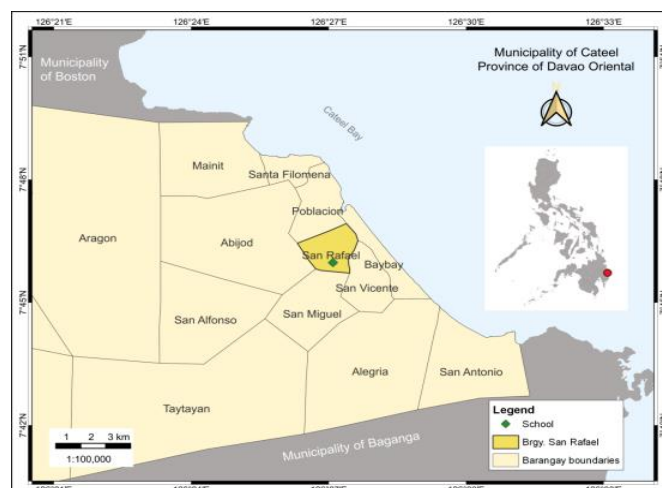 126°21'E 126°24'E 126°27'E 126°30'E 126°33'E
7°51'N
Municipality of Boston
Municipality of Cateel
Province of Davao Oriental
Cateel Bay
7°48'N
Mainit
Santa Filomena
Poblacion
Aragon
Abijod
San Rafael
Baybay
7°45'N
San Vicente
San Alfonso
San Miguel
Alegria
San Antonio
Taytayan
7°42'N
Municipality of Baganga
1 2 3 km
1:100,000
Legend
School
Brgy. San Rafael
Barangay boundaries